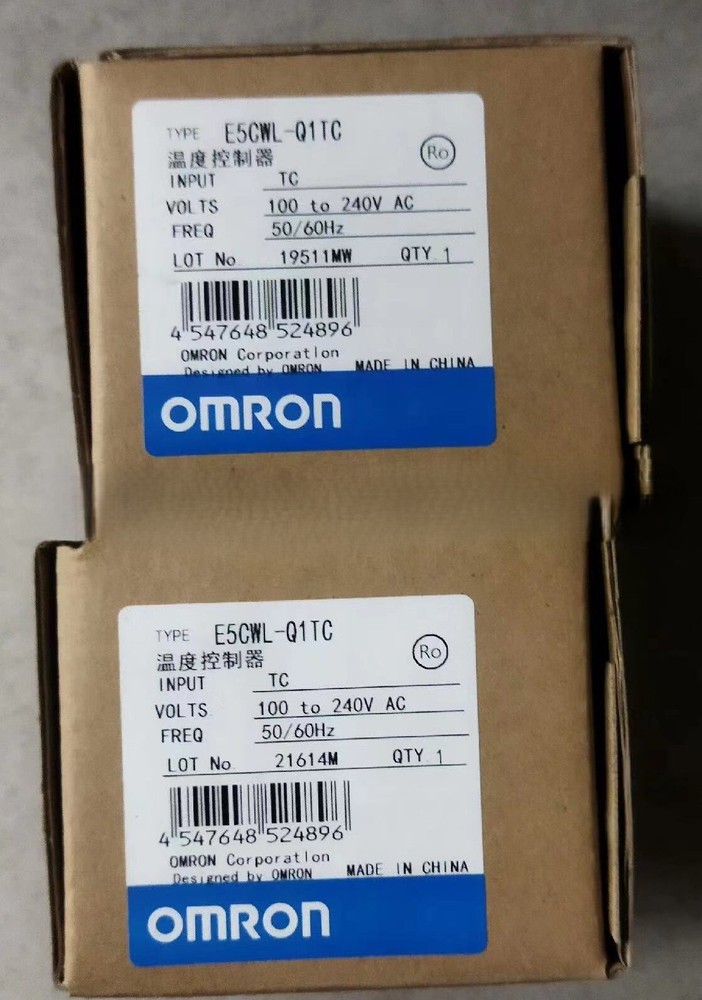 TYPE E5CWL-Q1TC
温度控制器
Ro
INPUT TC
VOLTS 100 to 240V AC
FREQ 50/60Hz
LOT No 19511MW QTY 1
4 547648 524896
OMRON Corporation
Designed by OMRON MADE IN CHINA
OMRON
TYPE E5CWL-Q1TC
温度控制器
Ro
INPUT TC
VOLTS 100 to 240V AC
FREQ 50/60Hz
LOT No 21614M QTY 1
4 547648 524896
OMRON Corporation
Designed by OMRON MADE IN CHINA
OMRON